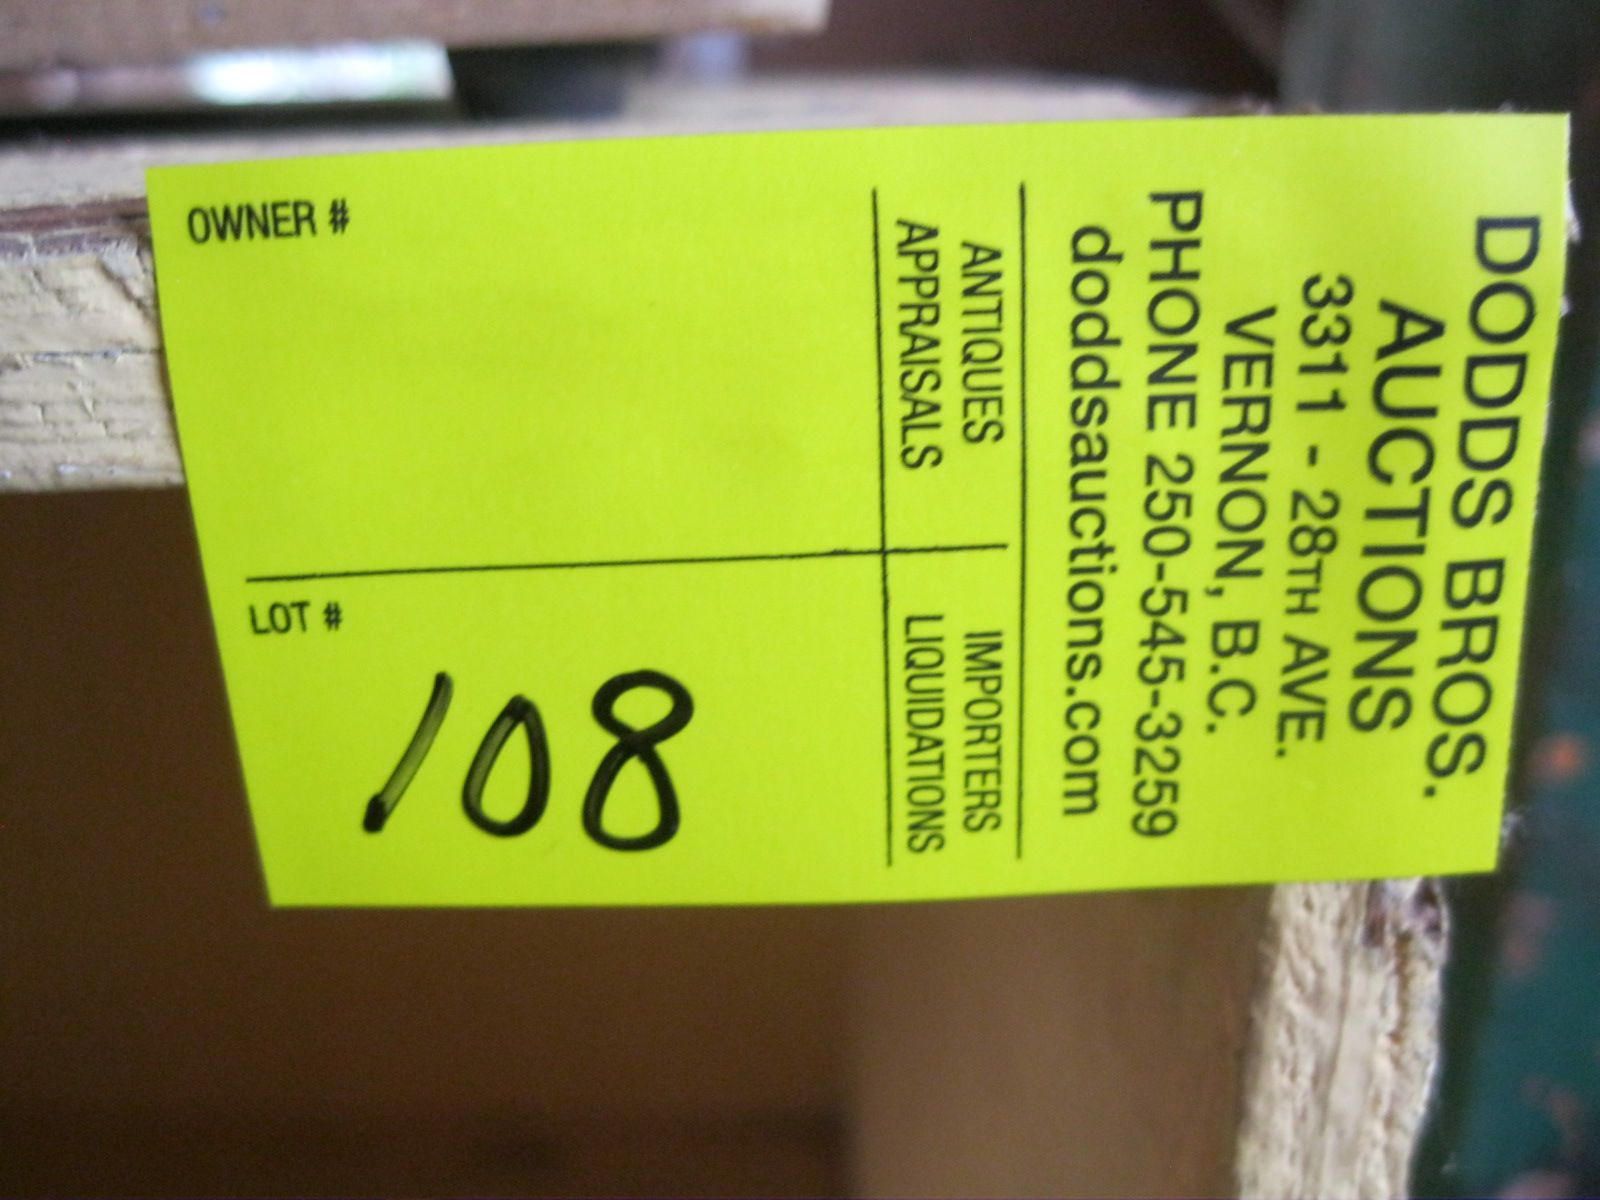 DODDS BROS.
AUCTIONS
3311 - 28TH AVE.
VERNON, B.C.
PHONE 250-545-3259
doddsauctions.com
ANTIQUES IMPORTERS
APPRAISALS LIQUIDATIONS
OWNER #
LOT #
108